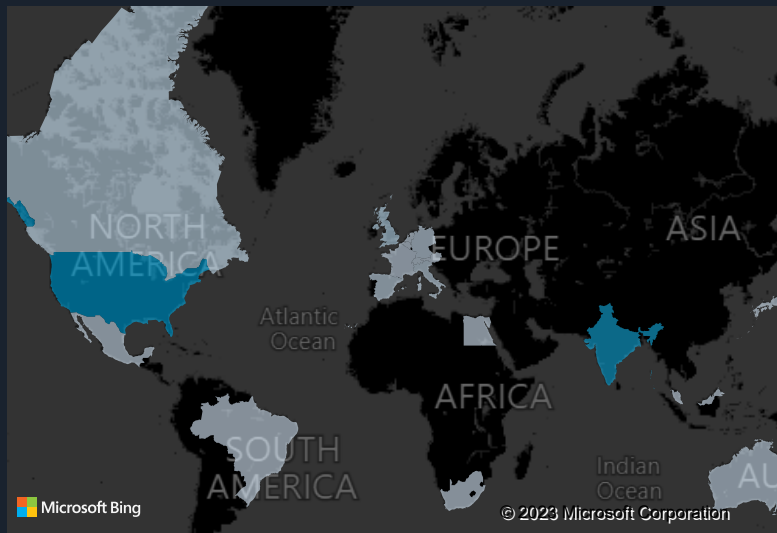 NORTH
AMERICA
EUROPE
ASIA
Atlantic
Ocean
AFRICA
SOUTH
AMERICA
Indian
Ocean
AU
Microsoft Bing
© 2023 Microsoft Corporation